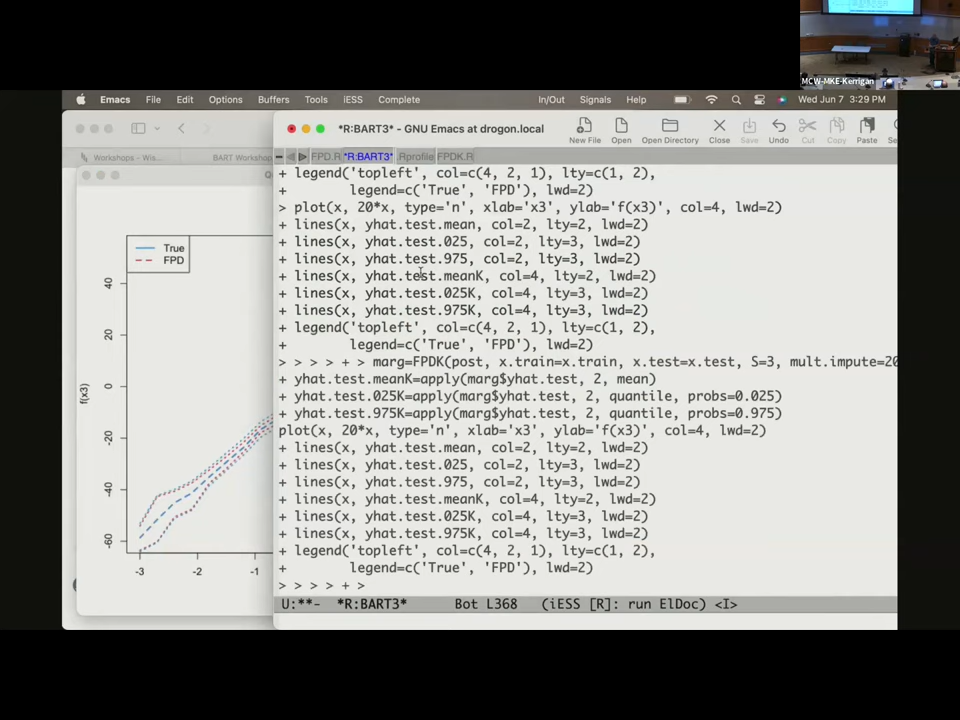 MCW-MKE-Kerrigan
Emacs File Edit Options Buffers Tools iESS Complete In/Out Signals Help Wed Jun 7 3:29 PM
*R:BART3* - GNU Emacs at drogon.local
New File Open Open Directory Close Save Undo Cut Copy Paste
Workshops - Wis... BART Workshop
FPD.R *R:BART3* .Rprofile FPDK.R
+ legend('topleft', col=c(4, 2, 1), lty=c(1, 2),
+ legend=c('True', 'FPD'), lwd=2)
> plot(x, 20*x, type='n', xlab='x3', ylab='f(x3)', col=4, lwd=2)
+ lines(x, yhat.test.mean, col=2, lty=2, lwd=2)
+ lines(x, yhat.test.025, col=2, lty=3, lwd=2)
+ lines(x, yhat.test.975, col=2, lty=3, lwd=2)
+ lines(x, yhat.test.meanK, col=4, lty=2, lwd=2)
+ lines(x, yhat.test.025K, col=4, lty=3, lwd=2)
+ lines(x, yhat.test.975K, col=4, lty=3, lwd=2)
+ legend('topleft', col=c(4, 2, 1), lty=c(1, 2),
+ legend=c('True', 'FPD'), lwd=2)
> > > > + > marg=FPDK(post, x.train=x.train, x.test=x.test, S=3, mult.impute=20
+ yhat.test.meanK=apply(marg$yhat.test, 2, mean)
+ yhat.test.025K=apply(marg$yhat.test, 2, quantile, probs=0.025)
+ yhat.test.975K=apply(marg$yhat.test, 2, quantile, probs=0.975)
plot(x, 20*x, type='n', xlab='x3', ylab='f(x3)', col=4, lwd=2)
+ lines(x, yhat.test.mean, col=2, lty=2, lwd=2)
+ lines(x, yhat.test.025, col=2, lty=3, lwd=2)
+ lines(x, yhat.test.975, col=2, lty=3, lwd=2)
+ lines(x, yhat.test.meanK, col=4, lty=2, lwd=2)
+ lines(x, yhat.test.025K, col=4, lty=3, lwd=2)
+ lines(x, yhat.test.975K, col=4, lty=3, lwd=2)
+ legend('topleft', col=c(4, 2, 1), lty=c(1, 2),
+ legend=c('True', 'FPD'), lwd=2)
> > > > + >
U:**- *R:BART3* Bot L368 (iESS [R]: run ElDoc) <I>
True
FPD
40
20
0
-20
-40
-60
f(x3)
-3 -2 -1